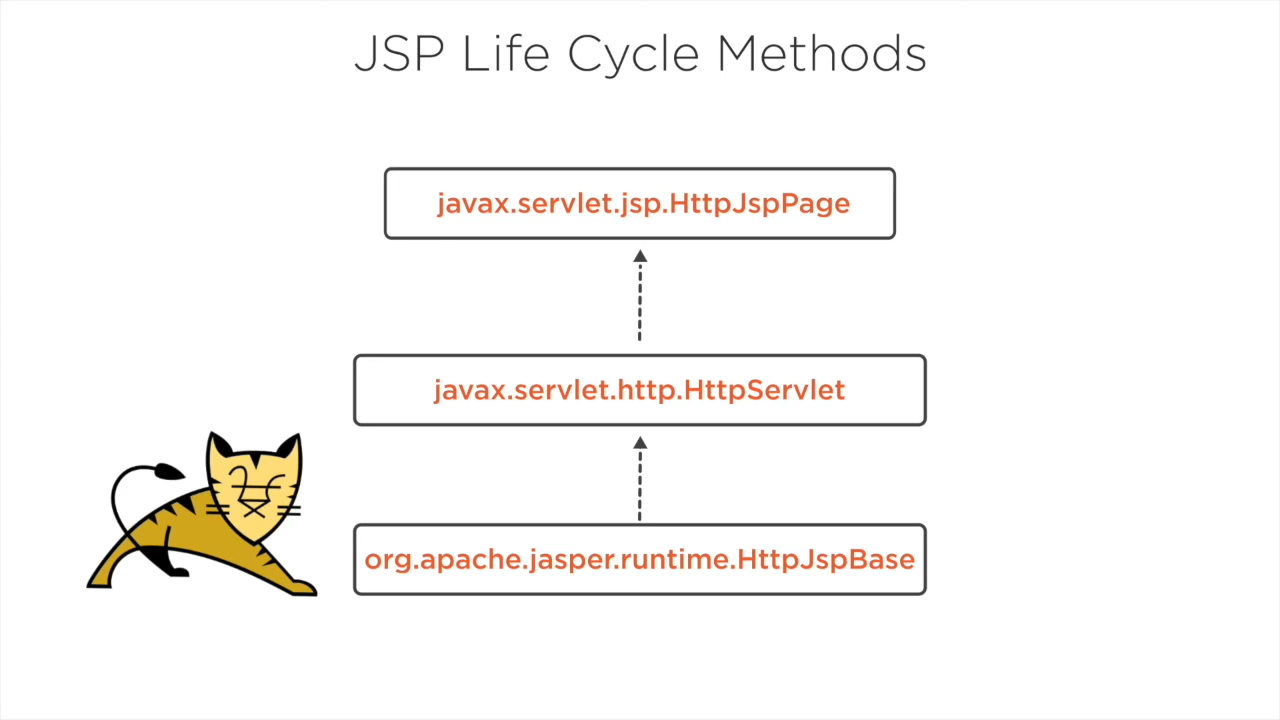 JSP Life Cycle Methods
javax.servlet.jsp.HttpJspPage
javax.servlet.http.HttpServlet
org.apache.jasper.runtime.HttpJspBase